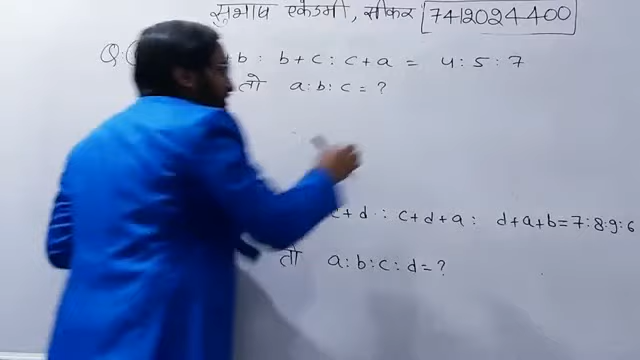 सुभाष एकेडमी, सीकर 7412024400
+b : b+c : c+a = 4 : 5 : 7
तो a:b:c = ?
+d : c+d+a : d+a+b = 7:8:9:6
तो a:b:c:d = ?